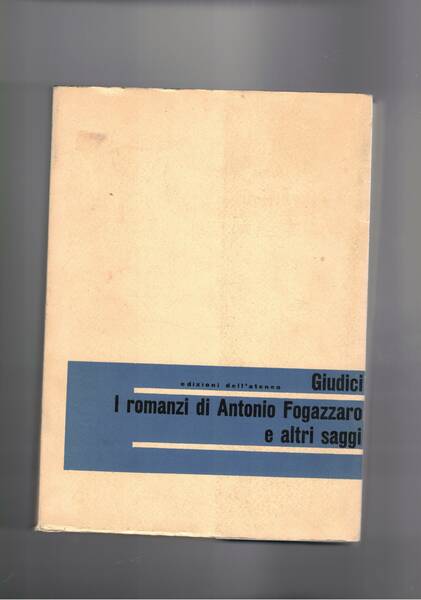 edizioni dell'ateneo
Giudici
I romanzi di Antonio Fogazzaro
e altri saggi